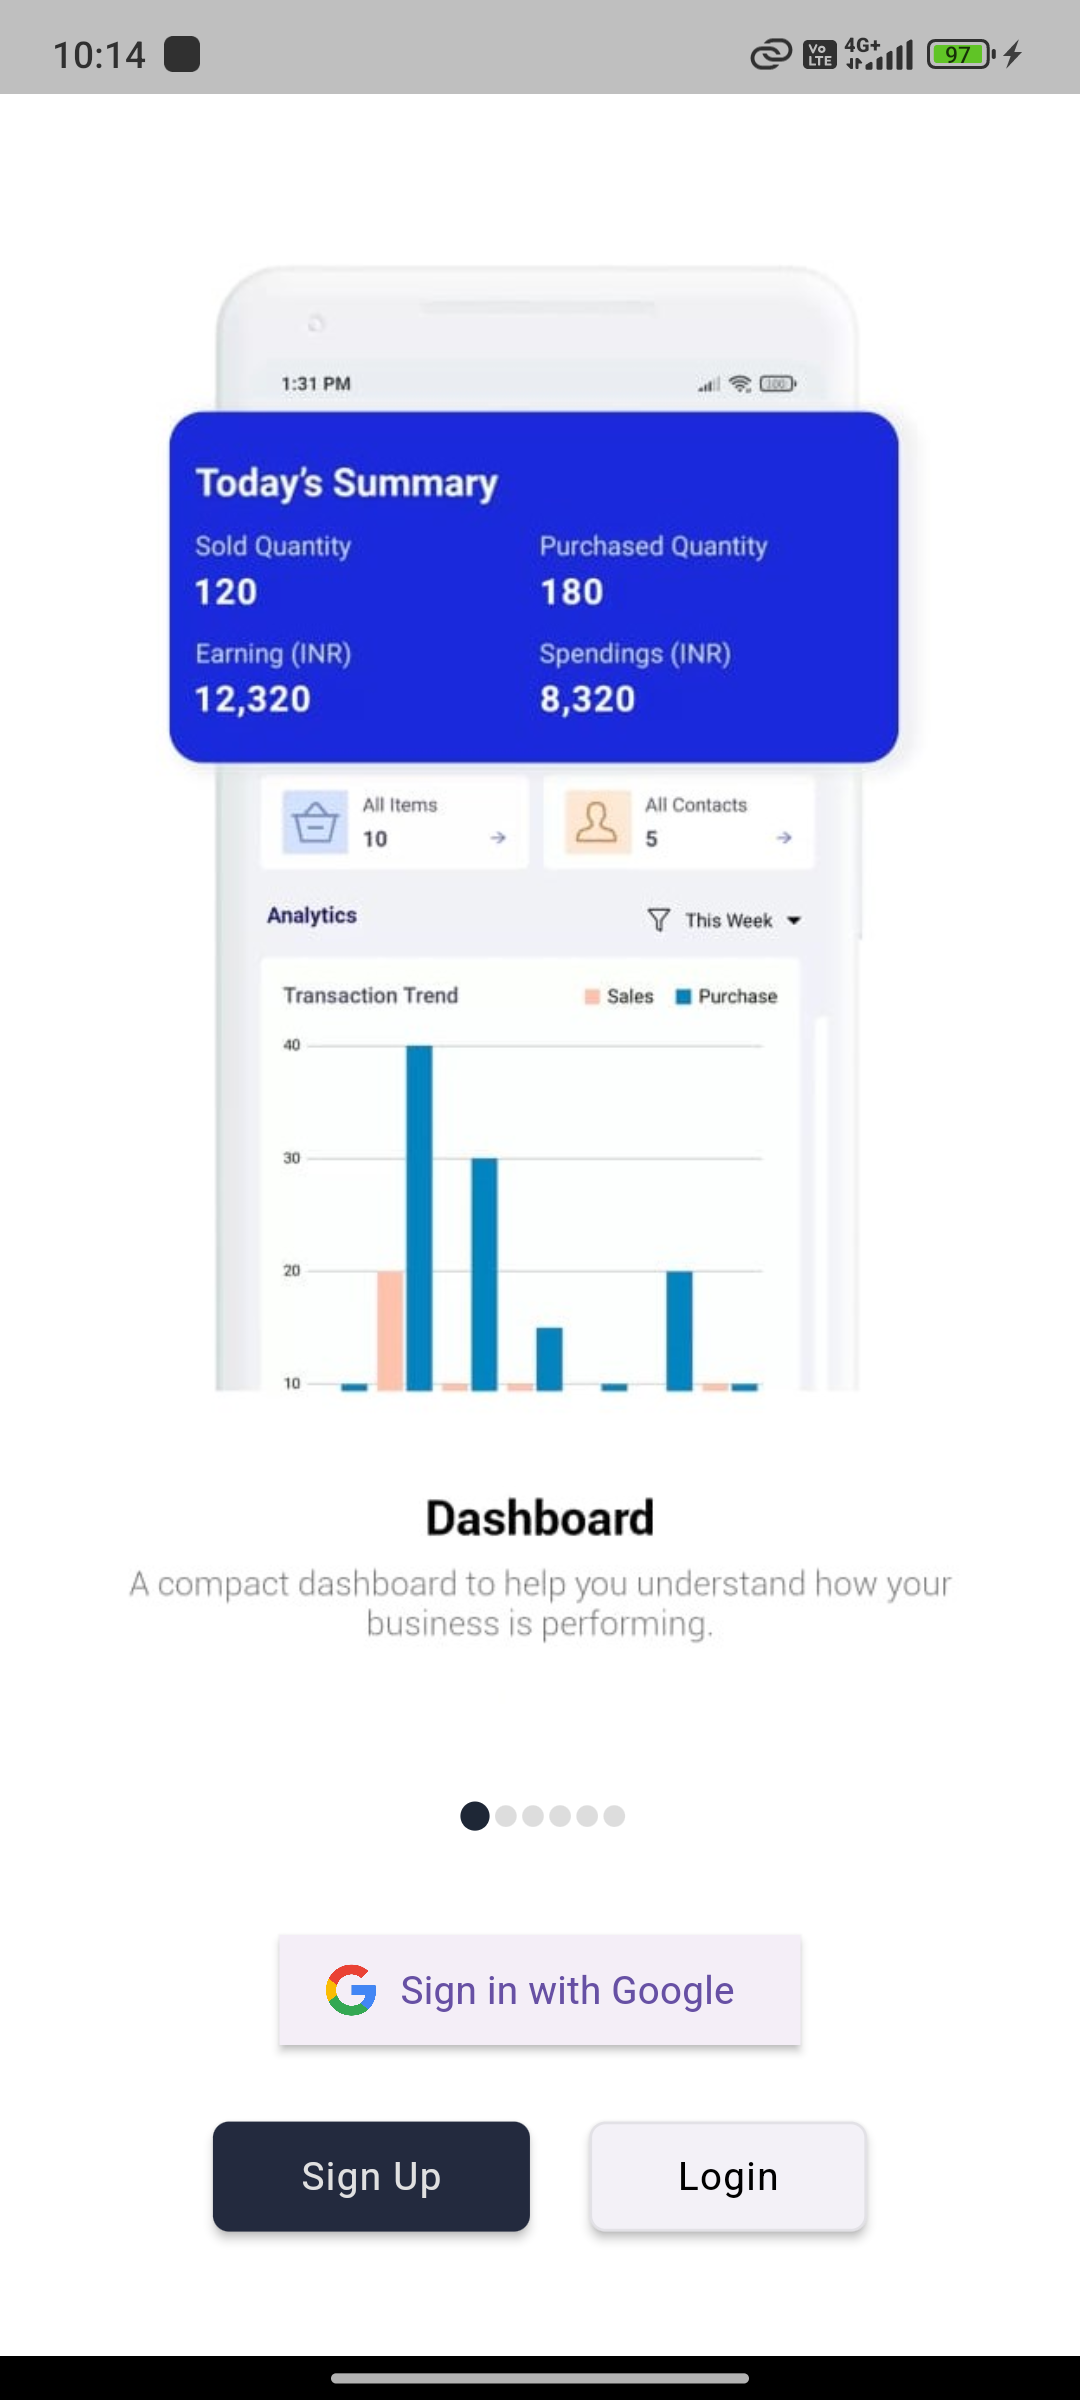 10:14
Vo LTE 4G+ 97
1:31 PM
100
Today's Summary
Sold Quantity Purchased Quantity
120 180
Earning (INR) Spendings (INR)
12,320 8,320
All Items All Contacts
10 5
Analytics This Week
Transaction Trend Sales Purchase
40
30
20
10
Dashboard
A compact dashboard to help you understand how your
business is performing.
Sign in with Google
Sign Up Login